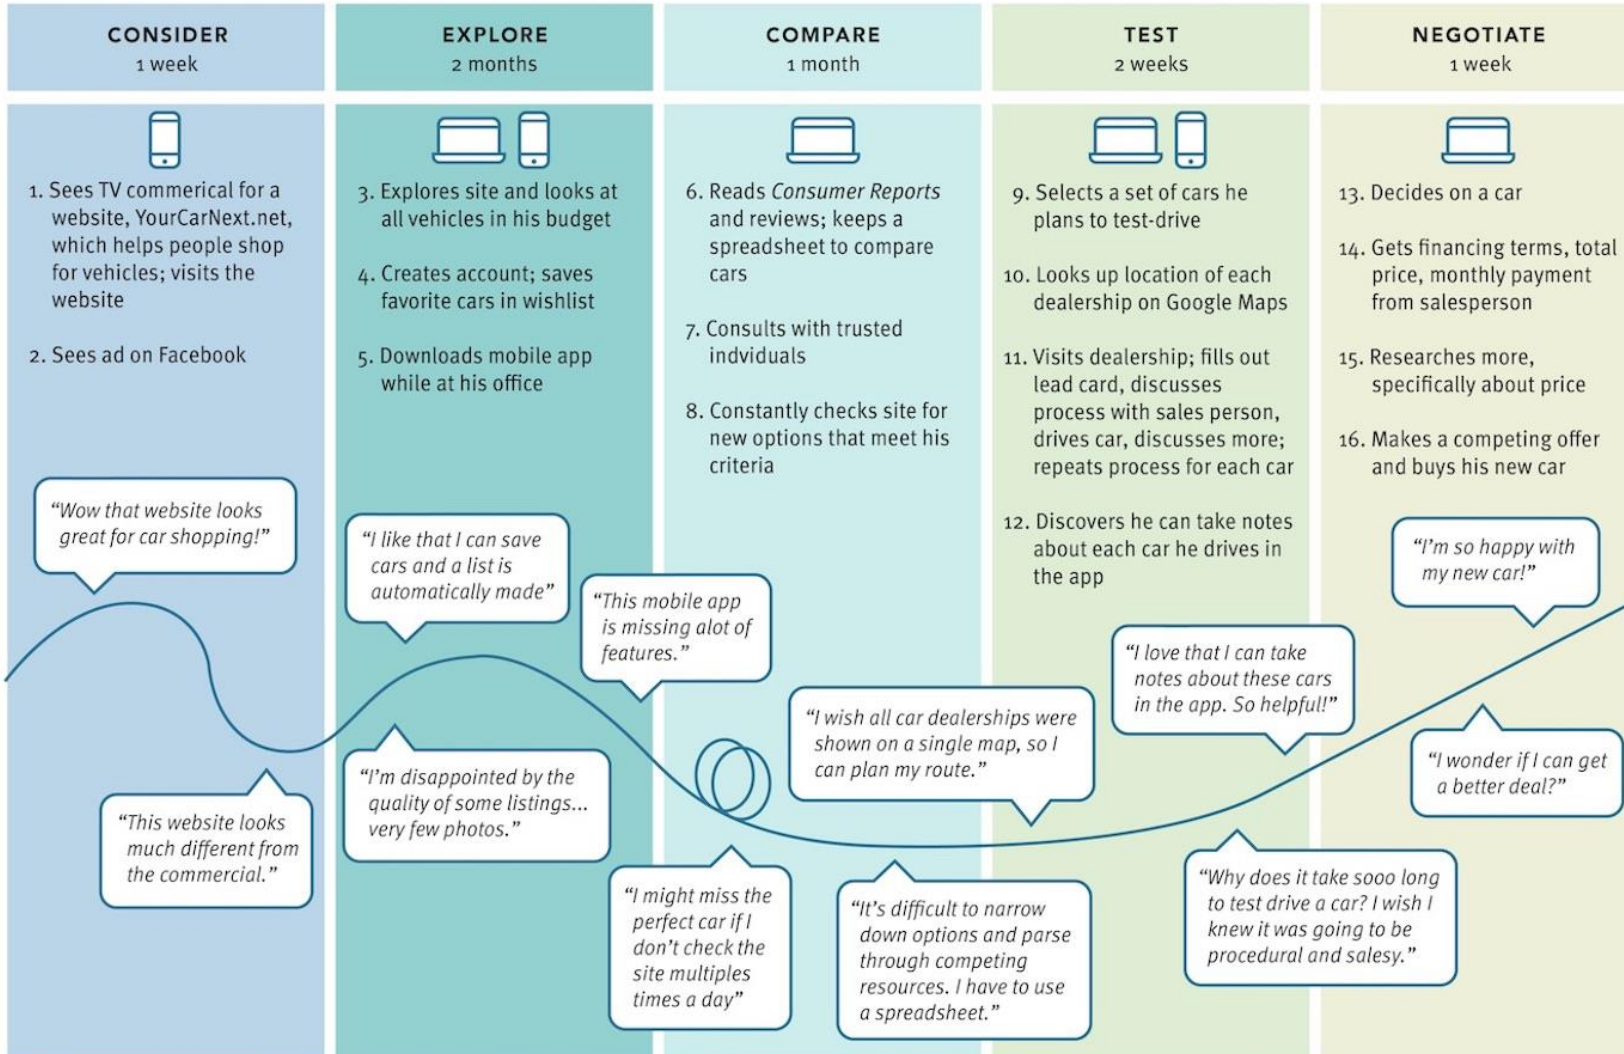 CONSIDER
1 week
EXPLORE
2 months
COMPARE
1 month
TEST
2 weeks
NEGOTIATE
1 week
1. Sees TV commerical for a
website, YourCarNext.net,
which helps people shop
for vehicles; visits the
website
2. Sees ad on Facebook
3. Explores site and looks at
all vehicles in his budget
4. Creates account; saves
favorite cars in wishlist
5. Downloads mobile app
while at his office
6. Reads Consumer Reports
and reviews; keeps a
spreadsheet to compare
cars
7. Consults with trusted
indviduals
8. Constantly checks site for
new options that meet his
criteria
9. Selects a set of cars he
plans to test-drive
10. Looks up location of each
dealership on Google Maps
11. Visits dealership; fills out
lead card, discusses
process with sales person,
drives car, discusses more;
repeats process for each car
12. Discovers he can take notes
about each car he drives in
the app
13. Decides on a car
14. Gets financing terms, total
price, monthly payment
from salesperson
15. Researches more,
specifically about price
16. Makes a competing offer
and buys his new car
“Wow that website looks
great for car shopping!”
“This website looks
much different from
the commercial.”
“I like that I can save
cars and a list is
automatically made”
“I'm disappointed by the
quality of some listings...
very few photos.”
“This mobile app
is missing alot of
features.”
“I might miss the
perfect car if I
don't check the
site multiples
times a day”
“It's difficult to narrow
down options and parse
through competing
resources. I have to use
a spreadsheet.”
“I wish all car dealerships were
shown on a single map, so I
can plan my route.”
“I love that I can take
notes about these cars
in the app. So helpful!”
“Why does it take sooo long
to test drive a car? I wish I
knew it was going to be
procedural and salesy.”
“I'm so happy with
my new car!”
“I wonder if I can get
a better deal?”